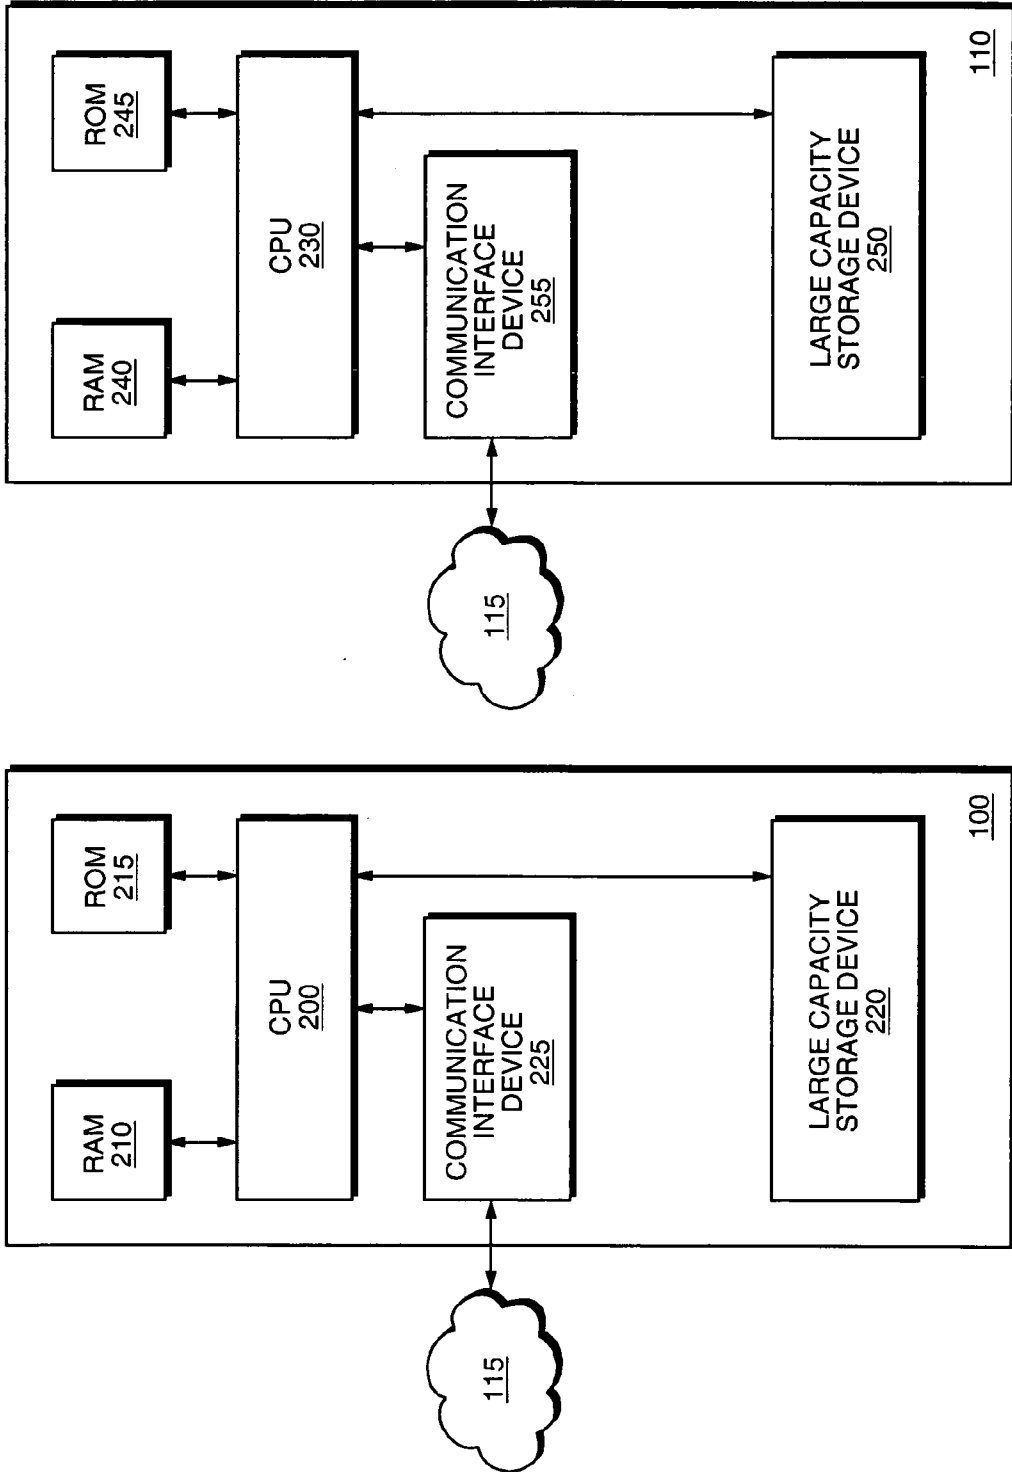 RAM
210
ROM
215
CPU
200
115
COMMUNICATION
INTERFACE
DEVICE
225
LARGE CAPACITY
STORAGE DEVICE
220
100
RAM
240
ROM
245
CPU
230
115
COMMUNICATION
INTERFACE
DEVICE
255
LARGE CAPACITY
STORAGE DEVICE
250
110